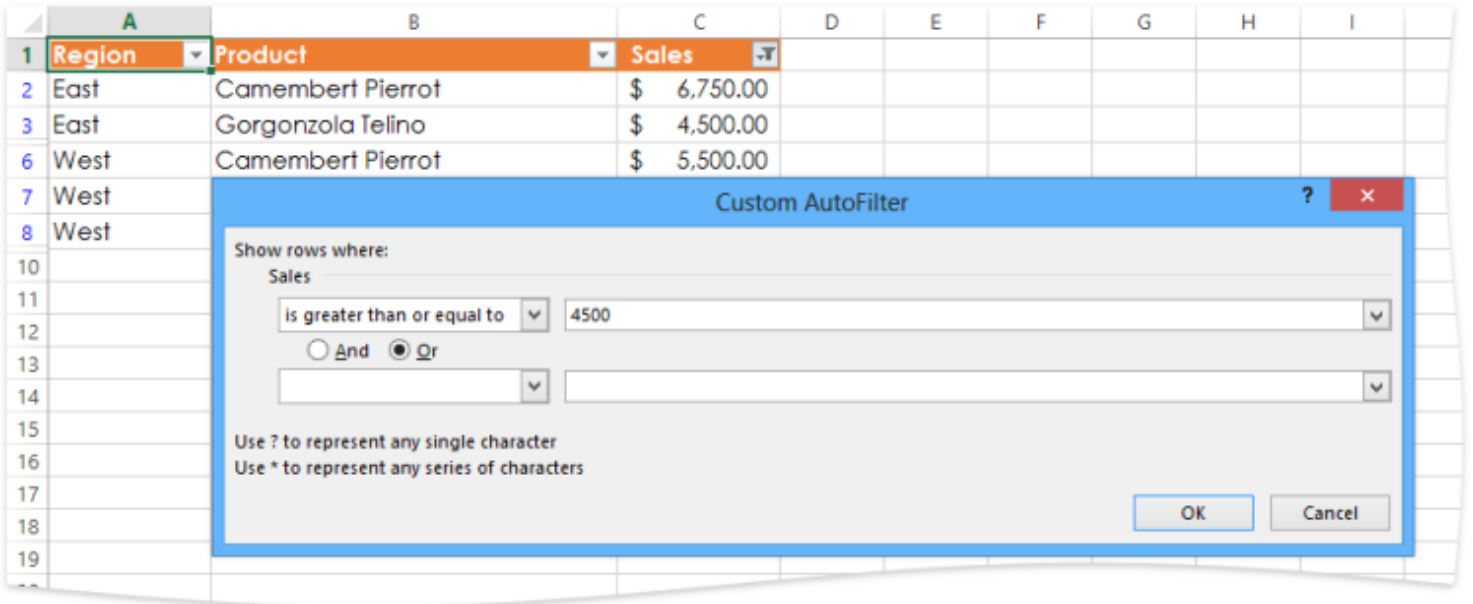 A B C D E F G H I
1 Region Product Sales
2 East Camembert Pierrot $ 6,750.00
3 East Gorgonzola Telino $ 4,500.00
6 West Camembert Pierrot $ 5,500.00
7 West
8 West
Custom AutoFilter ?
Show rows where:
Sales
is greater than or equal to 4500
And Or
Use ? to represent any single character
Use * to represent any series of characters
OK Cancel
10
11
12
13
14
15
16
17
18
19